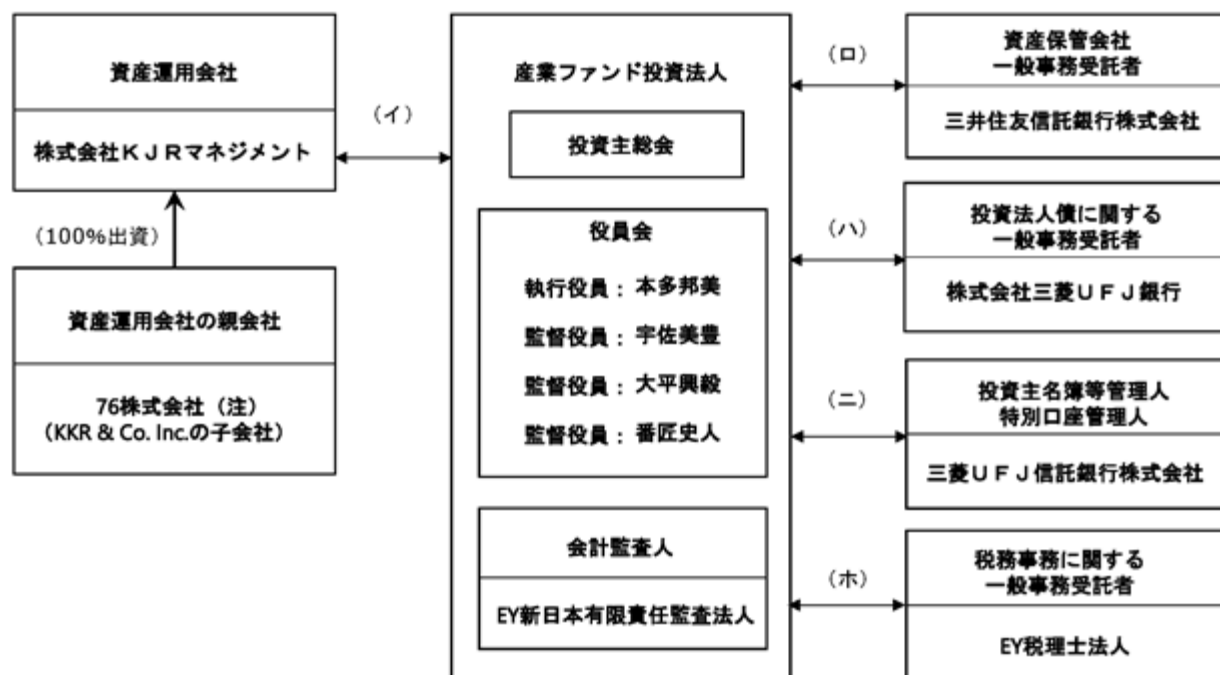 資産運用会社
株式会社ＫＪＲマネジメント
（100％出資）
資産運用会社の親会社
76株式会社（注）
（KKR & Co. Inc.の子会社）
（イ）
産業ファンド投資法人
投資主総会
役員会
執行役員： 本多邦美
監督役員： 宇佐美豊
監督役員： 大平興毅
監督役員： 番匠史人
会計監査人
EY新日本有限責任監査法人
（ロ）
資産保管会社
一般事務受託者
三井住友信託銀行株式会社
（ハ）
投資法人債に関する
一般事務受託者
株式会社三菱ＵＦＪ銀行
（ニ）
投資主名簿等管理人
特別口座管理人
三菱ＵＦＪ信託銀行株式会社
（ホ）
税務事務に関する
一般事務受託者
EY税理士法人